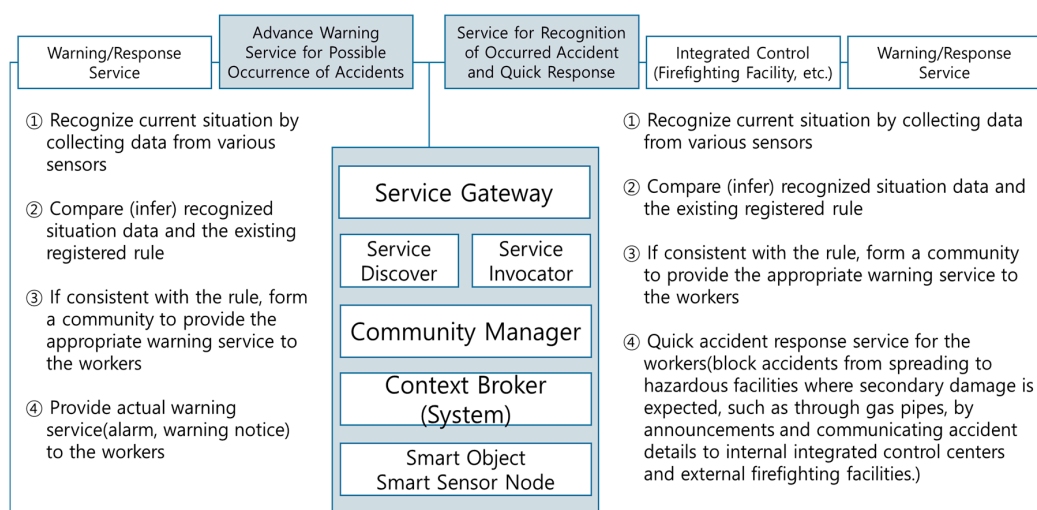 Warning/Response
Service
Advance Warning
Service for Possible
Occurrence of Accidents
Service for Recognition
of Occurred Accident
and Quick Response
Integrated Control
(Firefighting Facility, etc.)
Warning/Response
Service
① Recognize current situation by
collecting data from various
sensors
② Compare (infer) recognized
situation data and the existing
registered rule
③ If consistent with the rule, form
a community to provide the
appropriate warning service to
the workers
④ Provide actual warning
service(alarm, warning notice)
to the workers
Service Gateway
Service
Discover
Service
Invocator
Community Manager
Context Broker
(System)
Smart Object
Smart Sensor Node
① Recognize current situation by collecting data
from various sensors
② Compare (infer) recognized situation data and
the existing registered rule
③ If consistent with the rule, form a community
to provide the appropriate warning service to
the workers
④ Quick accident response service for the
workers(block accidents from spreading to
hazardous facilities where secondary damage is
expected, such as through gas pipes, by
announcements and communicating accident
details to internal integrated control centers
and external firefighting facilities.)